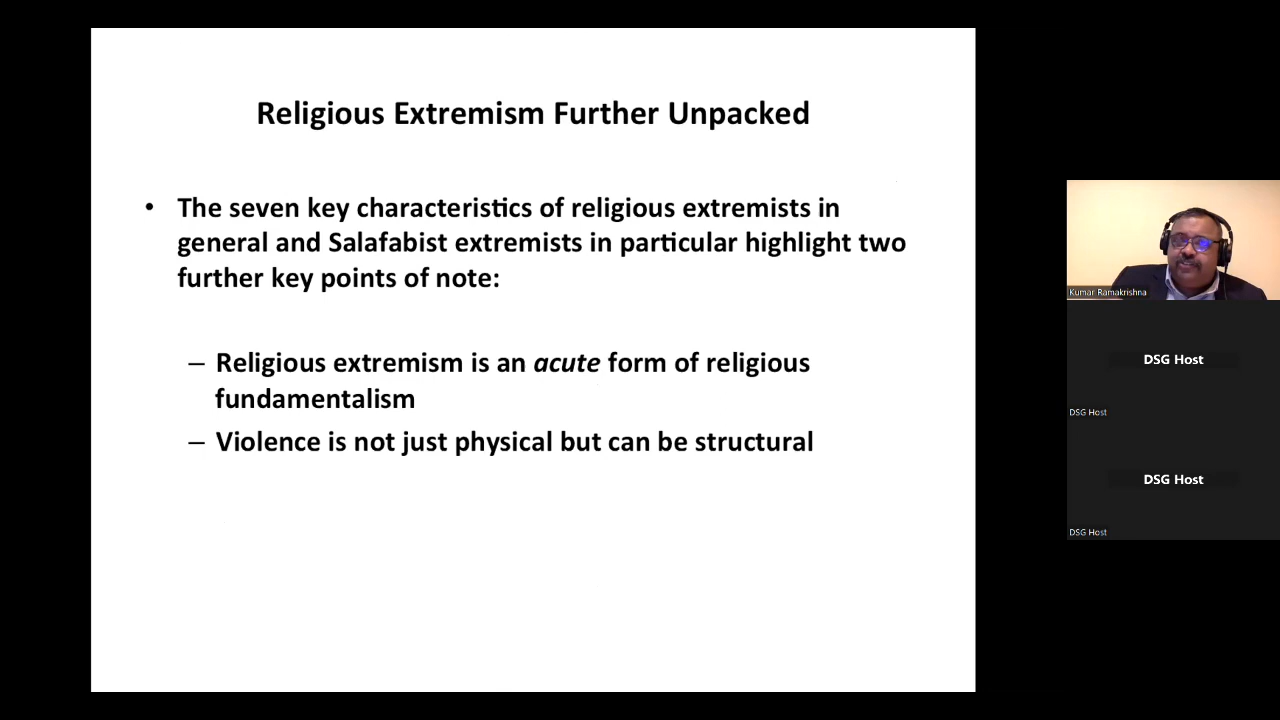 Religious Extremism Further Unpacked
• The seven key characteristics of religious extremists in
general and Salafabist extremists in particular highlight two
further key points of note:
– Religious extremism is an acute form of religious
fundamentalism
– Violence is not just physical but can be structural
Kumar Ramakrishna
DSG Host
DSG Host
DSG Host
DSG Host